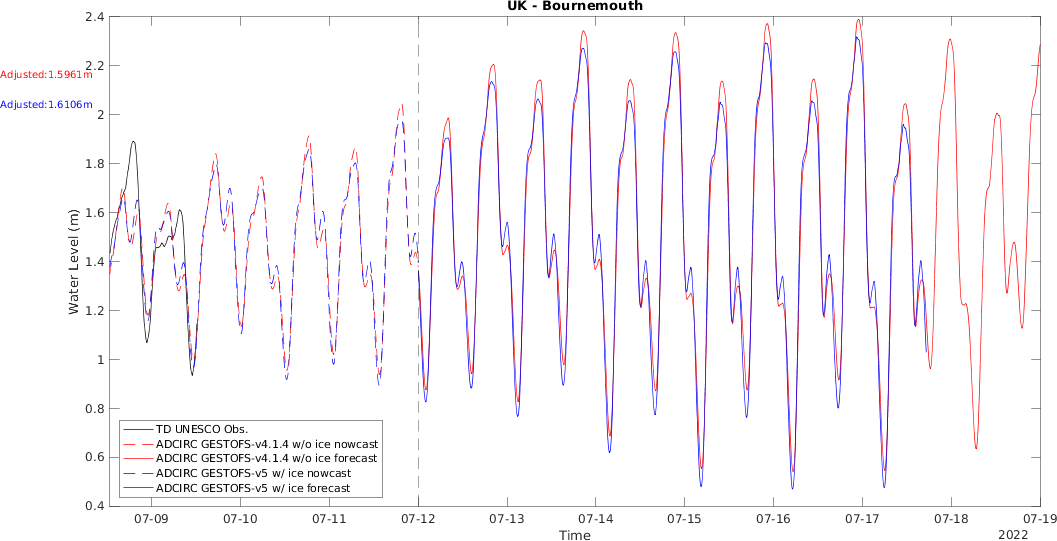 UK - Bournemouth
Adjusted:1.5961m
Adjusted:1.6106m
Water Level (m)
2.4
2.2
2
1.8
1.6
1.4
1.2
1
0.8
0.6
0.4
TD UNESCO Obs.
ADCIRC GESTOFS-v4.1.4 w/o ice nowcast
ADCIRC GESTOFS-v4.1.4 w/o ice forecast
ADCIRC GESTOFS-v5 w/ ice nowcast
ADCIRC GESTOFS-v5 w/ ice forecast
07-09 07-10 07-11 07-12 07-13 07-14 07-15 07-16 07-17 07-18 07-19
Time
2022